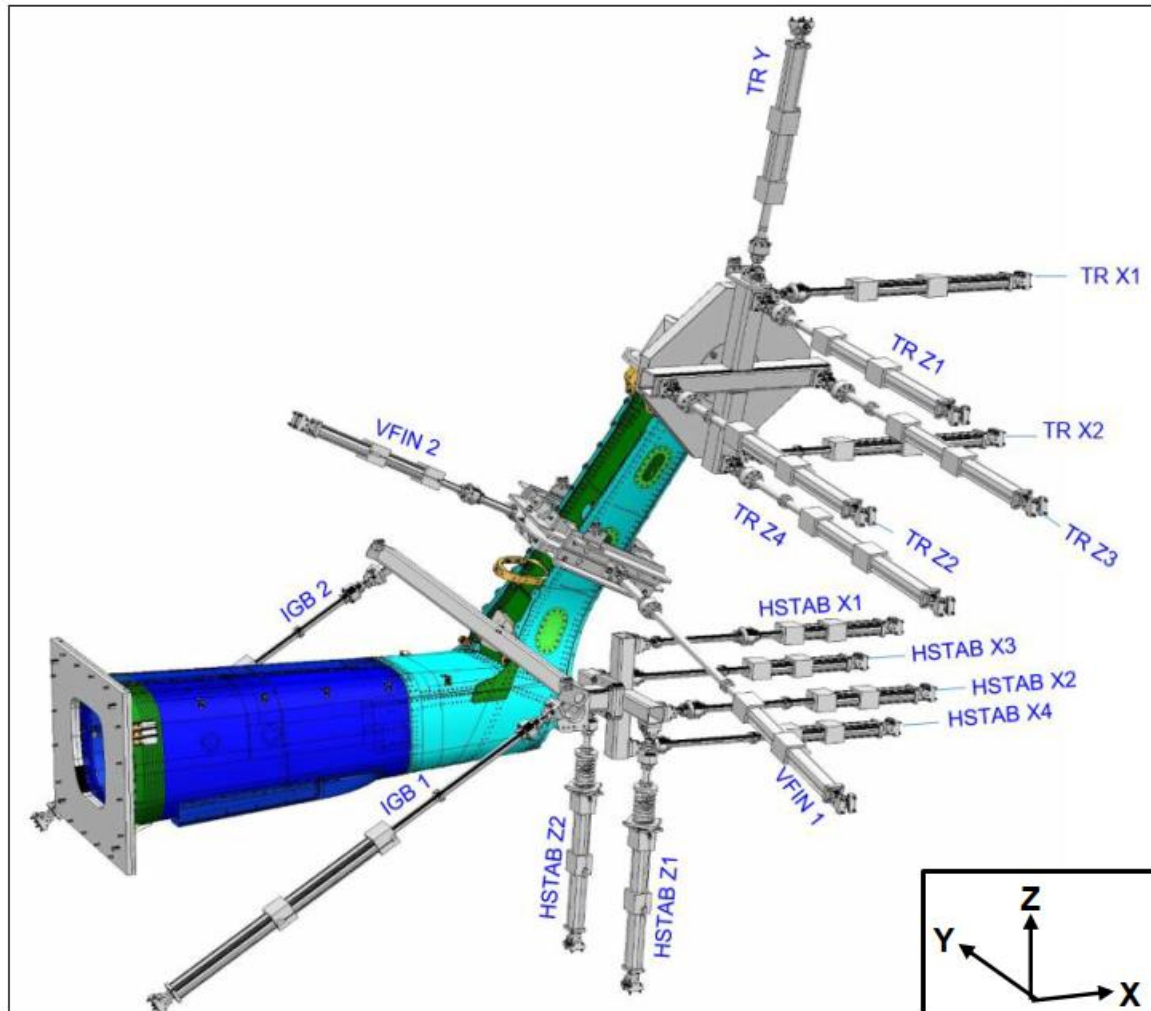 TR Y
TR X1
TR Z1
TR X2
VFIN 2
TR Z4
TR Z2
TR Z3
IGB 2
HSTAB X1
HSTAB X3
HSTAB X2
HSTAB X4
IGB 1
VFIN 1
HSTAB Z2
HSTAB Z1
Z
Y
X